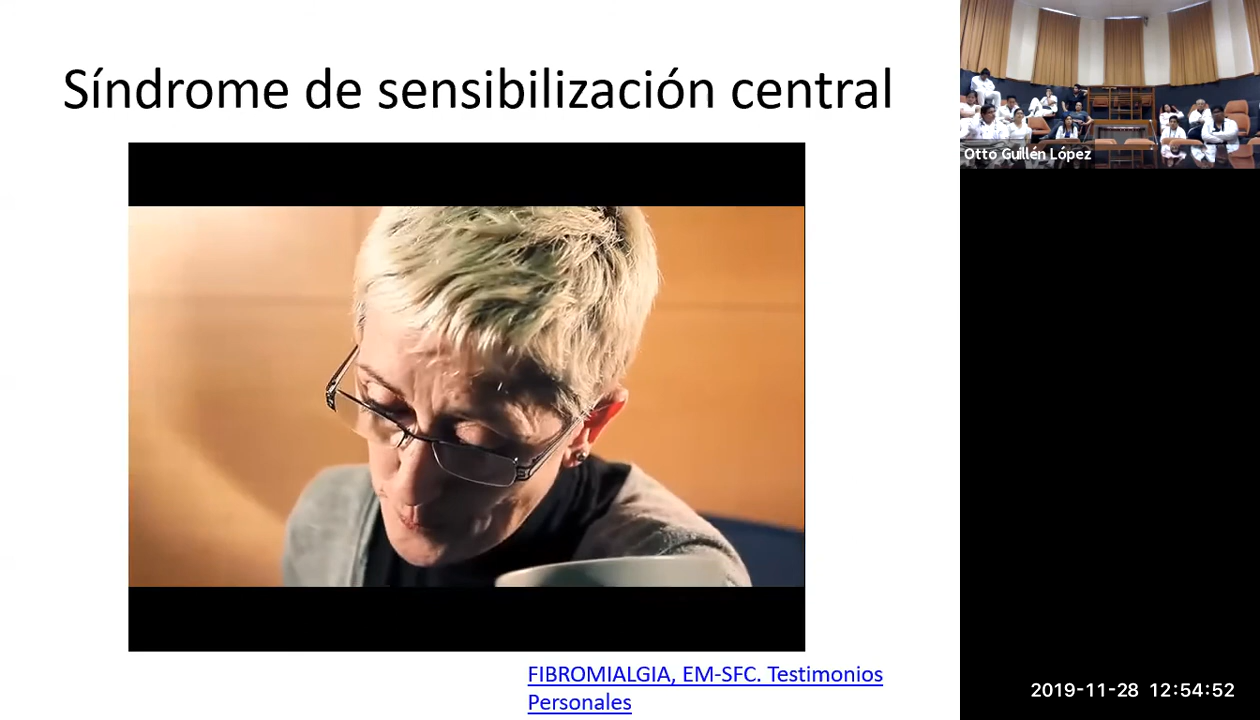 Síndrome de sensibilización central
Otto Guillén López
FIBROMIALGIA, EM-SFC. Testimonios
Personales
2019-11-28 12:54:52